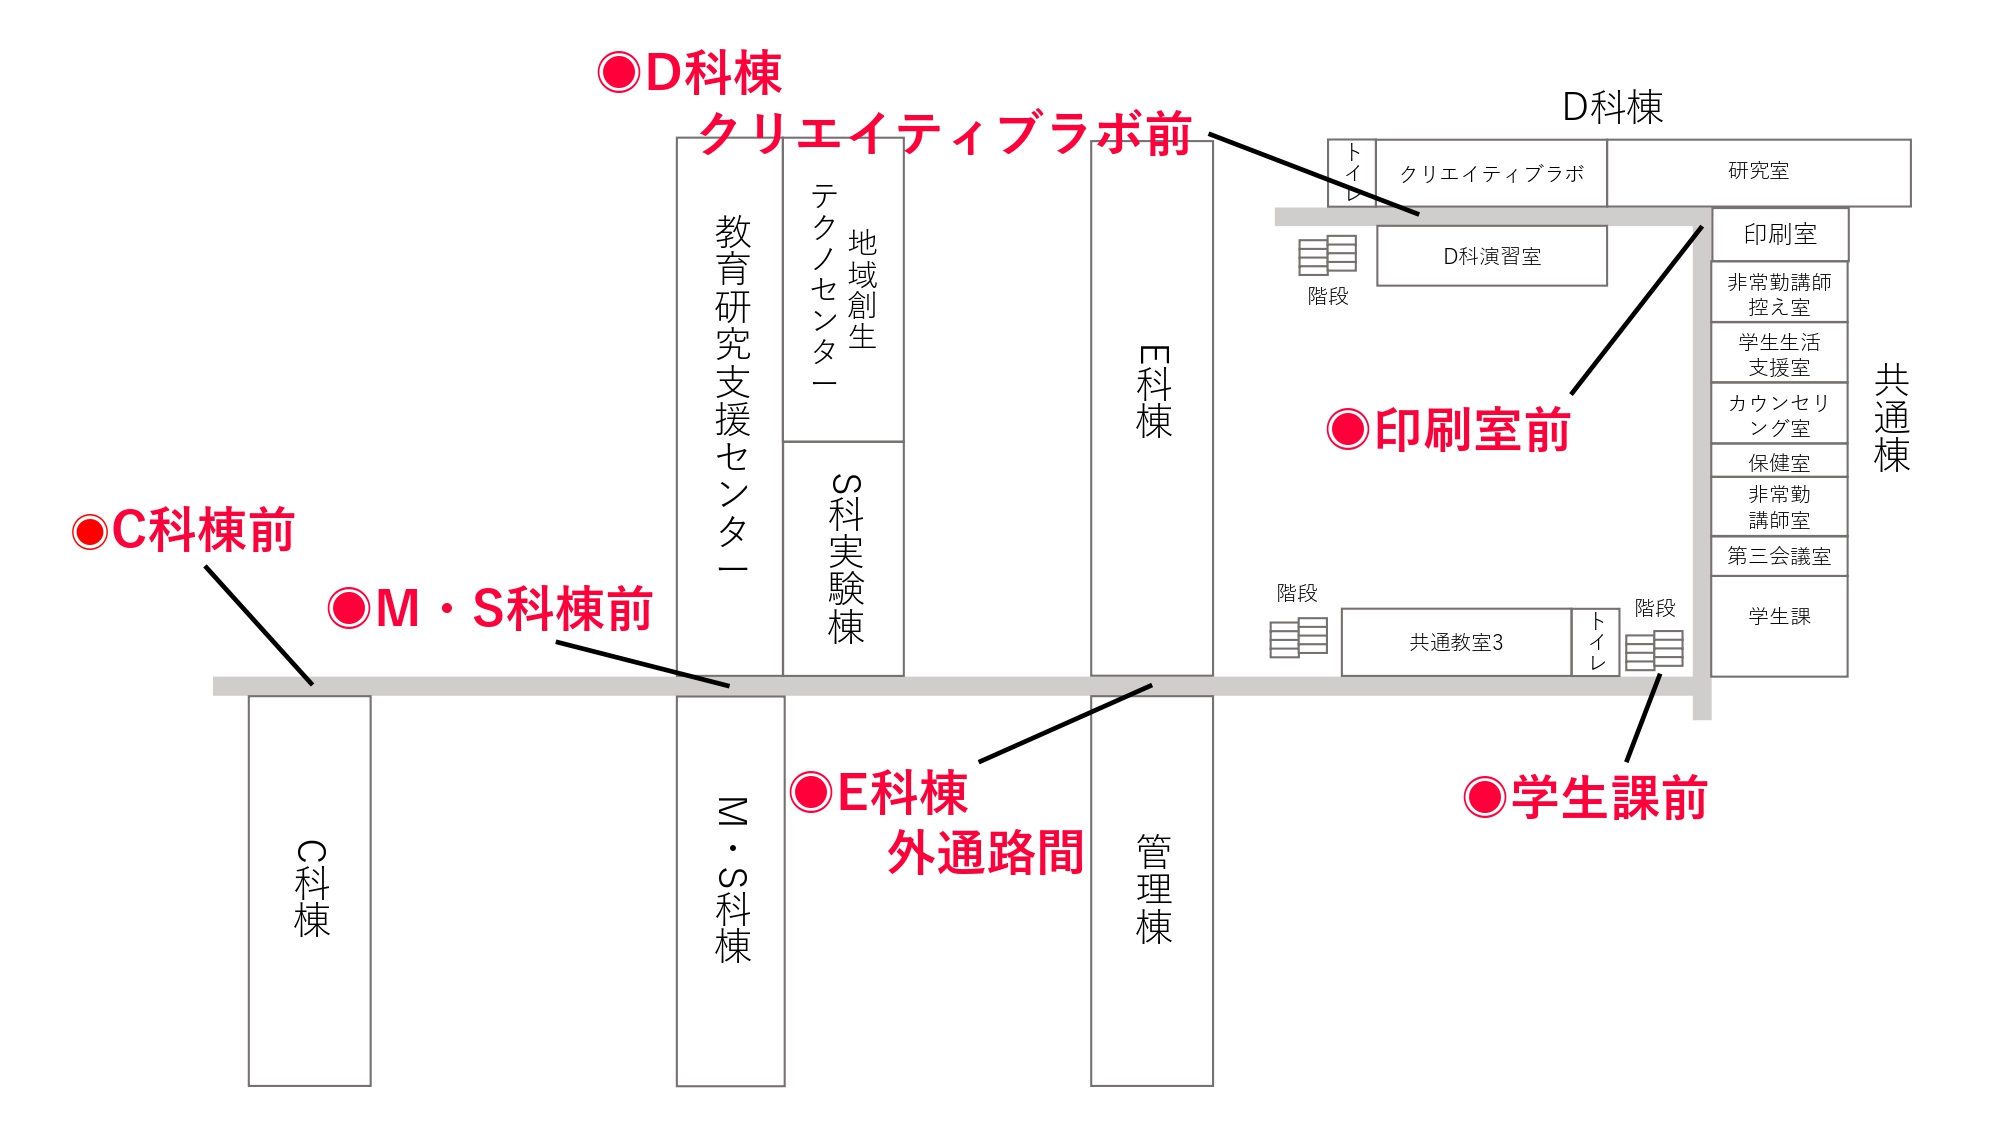 ◉D科棟
クリエイティブラボ前
D科棟
トイレ
クリエイティブラボ
研究室
印刷室
D科演習室
階段
非常勤講師
控え室
学生生活
支援室
カウンセリ
ング室
保健室
非常勤
講師室
第三会議室
学生課
共通棟
◉印刷室前
教育研究支援センター
地域創生
テクノセンター
S科実験棟
E科棟
◉C科棟前
◉M・S科棟前
階段
共通教室3
トイレ
階段
◉E科棟
外通路間
◉学生課前
C科棟
M・S科棟
管理棟